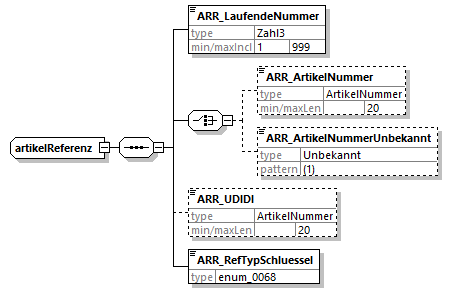 ARR_LaufendeNummer
type Zahl3
min/maxIncl 1 999
ARR_ArtikelNummer
type ArtikelNummer
min/maxLen 20
ARR_ArtikelNummerUnbekannt
type Unbekannt
pattern (1)
artikelReferenz
ARR_UDIDI
type ArtikelNummer
min/maxLen 20
ARR_RefTypSchluessel
type enum_0068